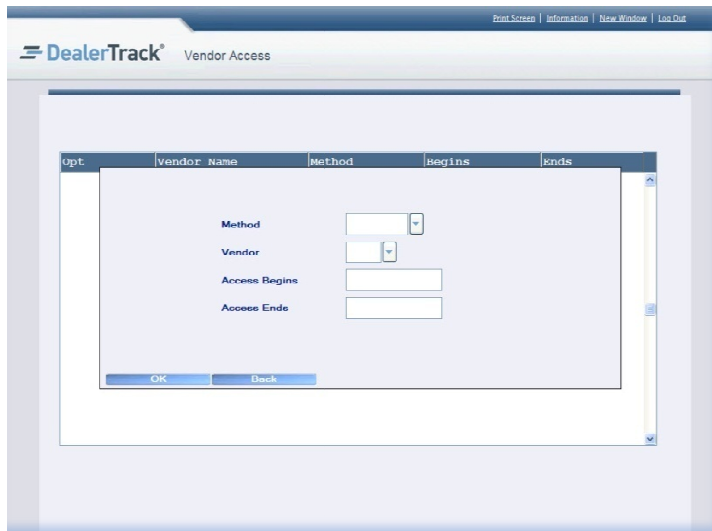 Print Screen | Information | New Window | Log Out
DealerTrack® Vendor Access
Opt Vendor Name Method Begins Ends
Method
Vendor
Access Begins
Access Ends
OK Back